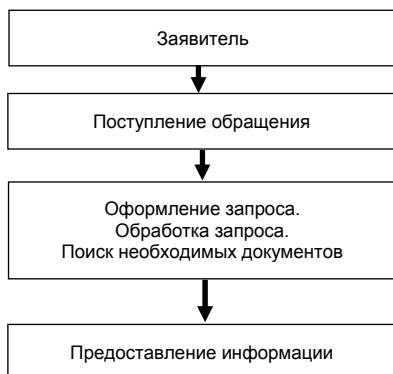 Заявитель
Поступление обращения
Оформление запроса.
Обработка запроса.
Поиск необходимых документов
Предоставление информации